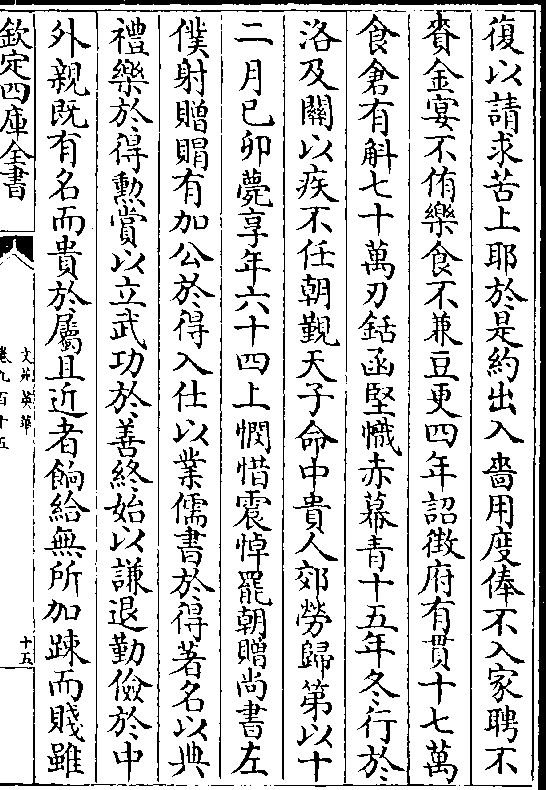 復以請求苦上耶於是約出入嗇用度俸不入家聘不
賚金宴不侑樂食不兼豆更四年詔徴府有貫十七萬
食倉有斛七十萬刃銛函堅幟赤幕青十五年冬行於
洛及關以疾不任朝覲天子命中貴人郊勞歸第以十
二月已卯薨享年六十四上憫惜震悼罷朝贈尚書左
僕射贈賵有加公於得入仕以業儒書於得著名以典
禮樂於得勲賞以立武功於善終始以謙退勤儉於中
外親既有名而貴於屬且近者餉給無所加踈而賤雖
欽定四庫全書
文苑英華
卷九百十五
十五